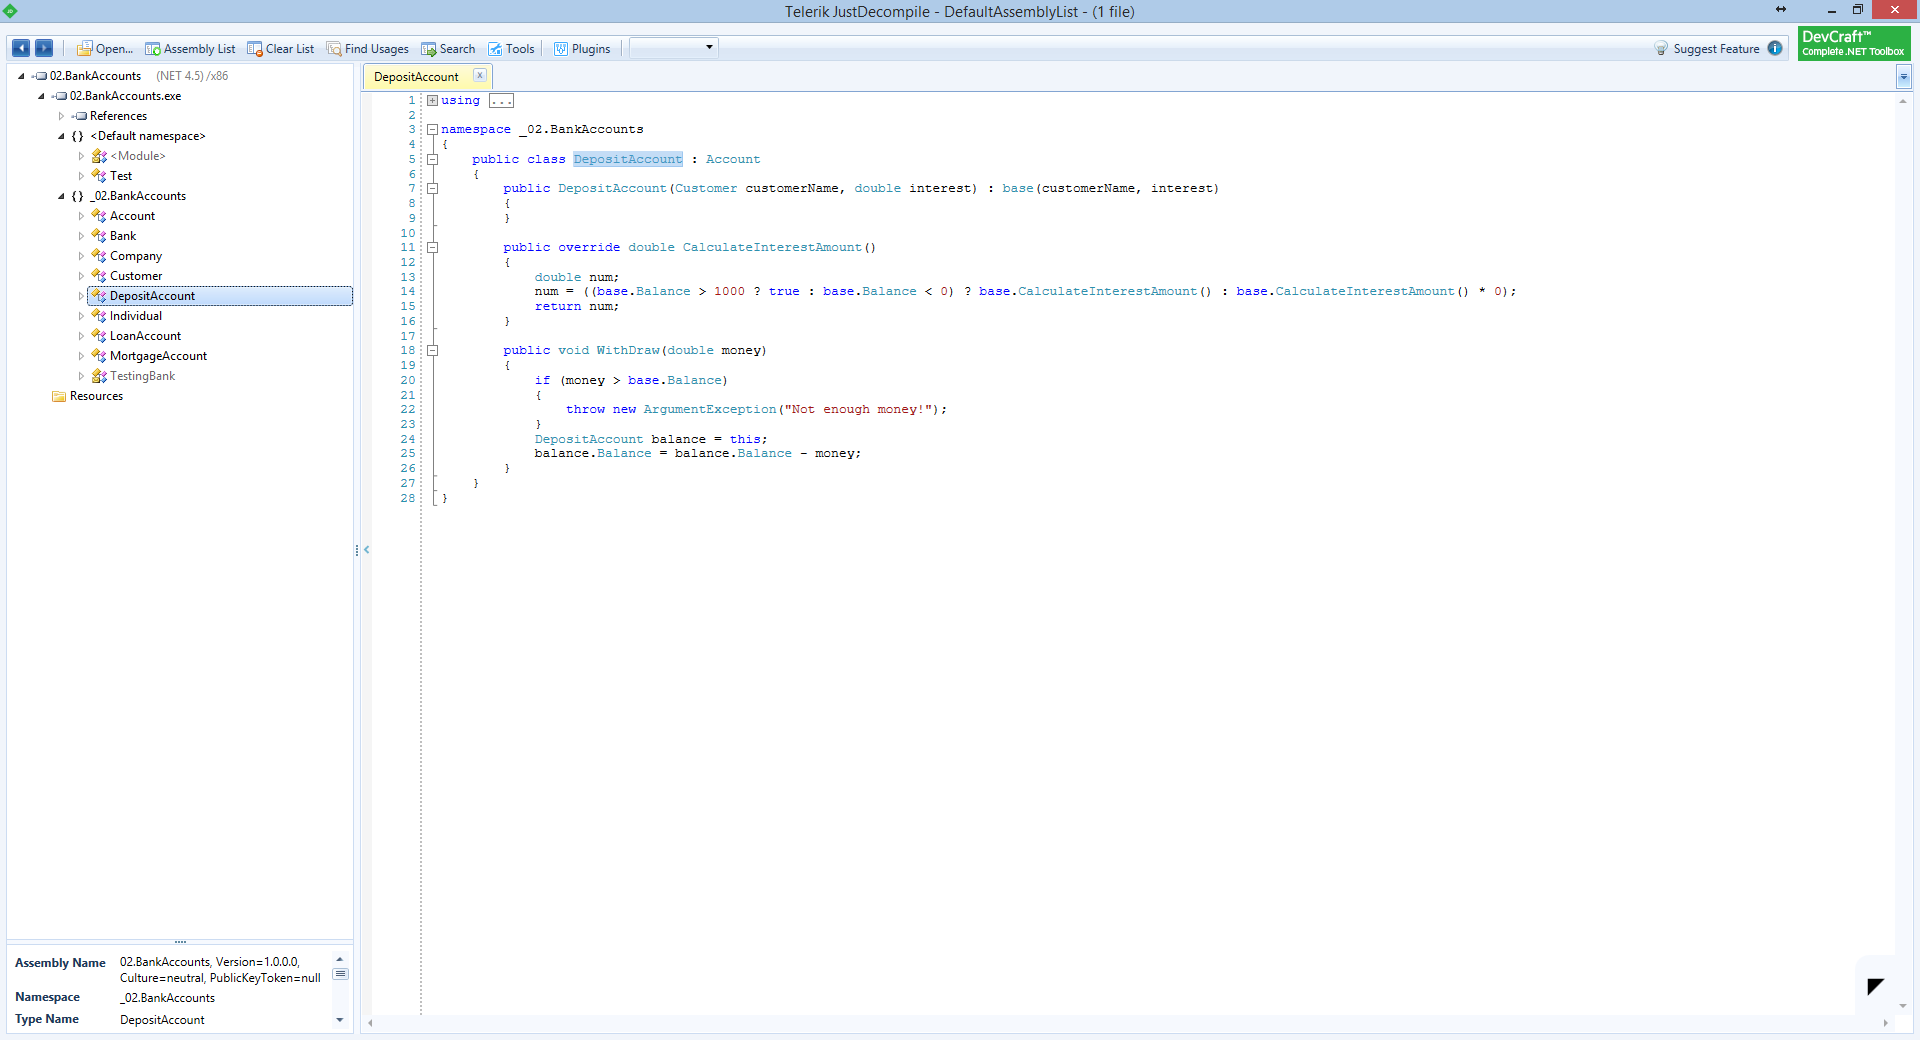 Telerik JustDecompile - DefaultAssemblyList - (1 file)
Open... Assembly List Clear List Find Usages Search Tools Plugins Suggest Feature
DevCraft™
Complete .NET Toolbox
02.BankAccounts (NET 4.5) /x86
02.BankAccounts.exe
References
{} <Default namespace>
<Module>
Test
{} _02.BankAccounts
Account
Bank
Company
Customer
DepositAccount
Individual
LoanAccount
MortgageAccount
TestingBank
Resources
Assembly Name 02.BankAccounts, Version=1.0.0.0,
Culture=neutral, PublicKeyToken=null
Namespace _02.BankAccounts
Type Name DepositAccount
DepositAccount x
1 using ...
2
3 namespace _02.BankAccounts
4 {
5 public class DepositAccount : Account
6 {
7 public DepositAccount(Customer customerName, double interest) : base(customerName, interest)
8 {
9 }
10
11 public override double CalculateInterestAmount()
12 {
13 double num;
14 num = ((base.Balance > 1000 ? true : base.Balance < 0) ? base.CalculateInterestAmount() : base.CalculateInterestAmount() * 0);
15 return num;
16 }
17
18 public void WithDraw(double money)
19 {
20 if (money > base.Balance)
21 {
22 throw new ArgumentException("Not enough money!");
23 }
24 DepositAccount balance = this;
25 balance.Balance = balance.Balance - money;
26 }
27 }
28 }